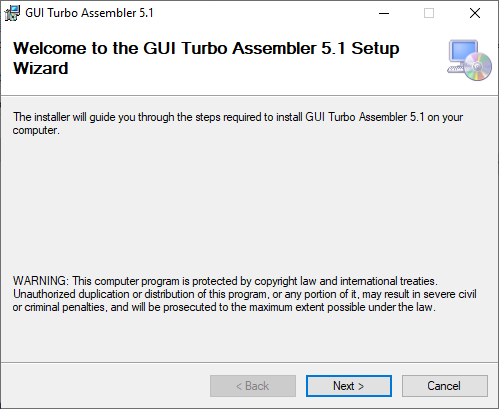 GUI Turbo Assembler 5.1
Welcome to the GUI Turbo Assembler 5.1 Setup
Wizard
The installer will guide you through the steps required to install GUI Turbo Assembler 5.1 on your
computer.
WARNING: This computer program is protected by copyright law and international treaties.
Unauthorized duplication or distribution of this program, or any portion of it, may result in severe civil
or criminal penalties, and will be prosecuted to the maximum extent possible under the law.
< Back
Next >
Cancel